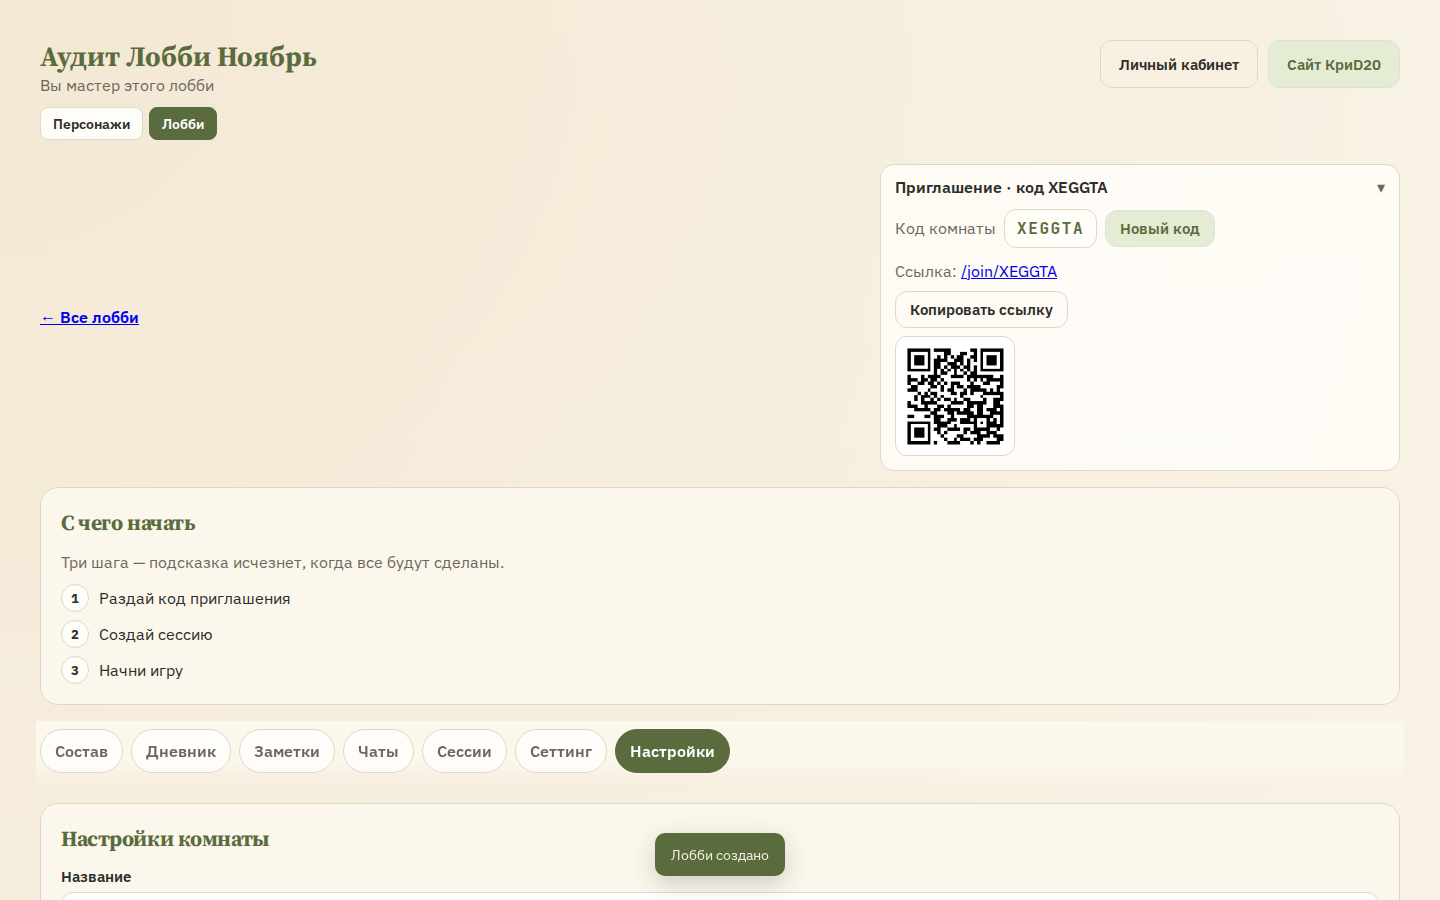 Аудит Лобби Ноябрь
Вы мастер этого лобби
Персонажи
Лобби
Личный кабинет
Сайт КриD20
← Все лобби
Приглашение · код XEGGTA ▼
Код комнаты XEGGTA Новый код
Ссылка: /join/XEGGTA
Копировать ссылку
С чего начать
Три шага — подсказка исчезнет, когда все будут сделаны.
1 Раздай код приглашения
2 Создай сессию
3 Начни игру
Состав Дневник Заметки Чаты Сессии Сеттинг Настройки
Настройки комнаты
Лобби создано
Название